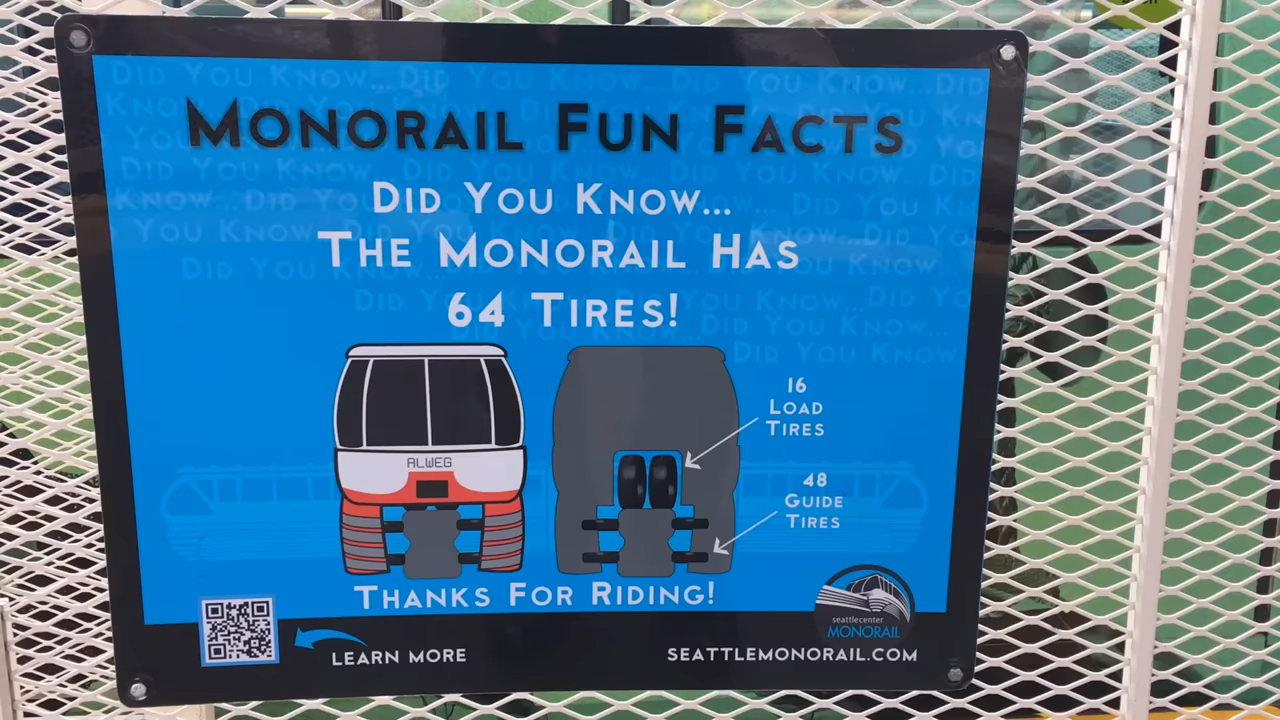 MONORAIL FUN FACTS
DID YOU KNOW...
THE MONORAIL HAS
64 TIRES!
16
LOAD
TIRES
ALWEG
48
GUIDE
TIRES
THANKS FOR RIDING!
seattlecenter
MONORAIL
LEARN MORE
SEATTLEMONORAIL.COM